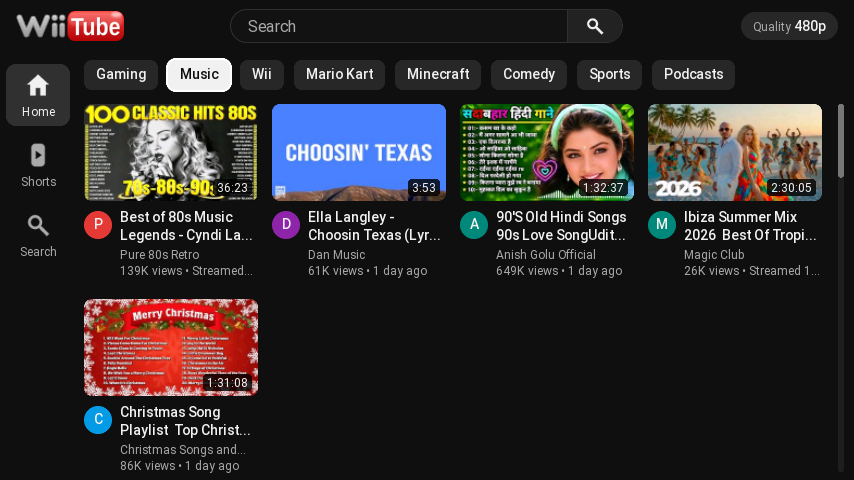 WiiTube
Search
Quality 480p
Home
Shorts
Search
Gaming
Music
Wii
Mario Kart
Minecraft
Comedy
Sports
Podcasts
100 CLASSIC HITS 80S
70s-80s-90s
36:23
Best of 80s Music
Legends - Cyndi La...
Pure 80s Retro
139K views • Streamed...
P
CHOOSIN' TEXAS
3:53
D
Ella Langley -
Choosin Texas (Lyr...
Dan Music
61K views • 1 day ago
सदाबहार हिंदी गाने
1:32:37
A
90'S Old Hindi Songs
90s Love SongUdit...
Anish Golu Official
649K views • 1 day ago
2026
2:30:05
M
Ibiza Summer Mix
2026 Best Of Tropi...
Magic Club
26K views • Streamed 1...
Merry Christmas
1:31:08
C
Christmas Song
Playlist Top Christ...
Christmas Songs and...
86K views • 1 day ago